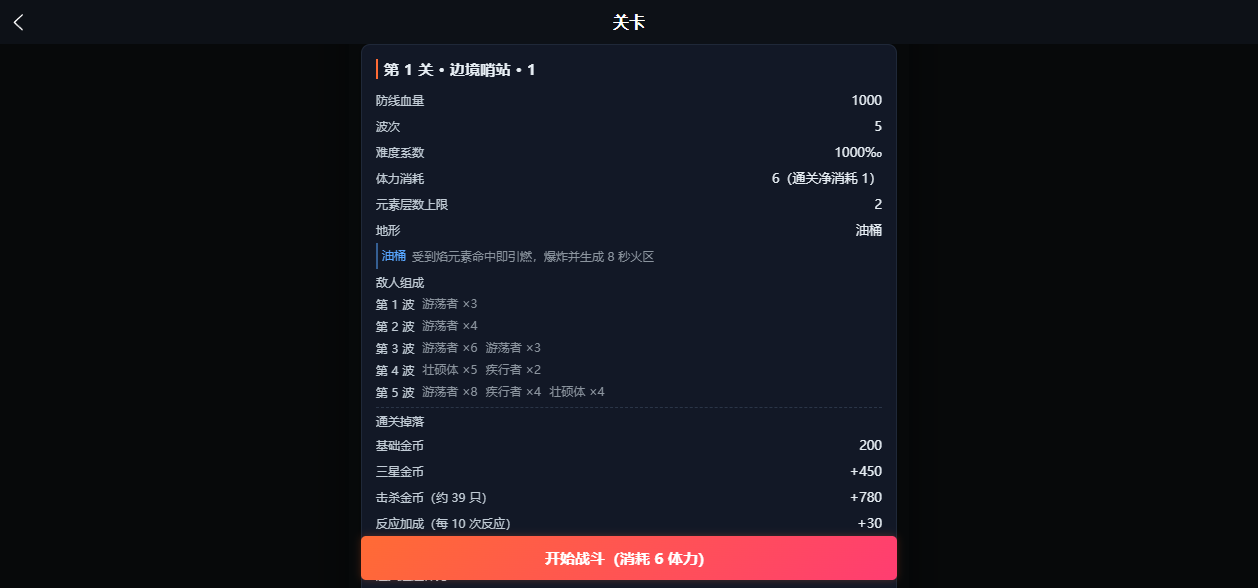 关卡
第 1 关 • 边境哨站 • 1
防线血量 1000
波次 5
难度系数 1000‰
体力消耗 6（通关净消耗 1）
元素层数上限 2
地形 油桶
油桶 受到焰元素命中即引燃，爆炸并生成 8 秒火区
敌人组成
第 1 波 游荡者 ×3
第 2 波 游荡者 ×4
第 3 波 游荡者 ×6 游荡者 ×3
第 4 波 壮硕体 ×5 疾行者 ×2
第 5 波 游荡者 ×8 疾行者 ×4 壮硕体 ×4
通关掉落
基础金币 200
三星金币 +450
击杀金币（约 39 只） +780
反应加成（每 10 次反应） +30
开始战斗（消耗 6 体力）